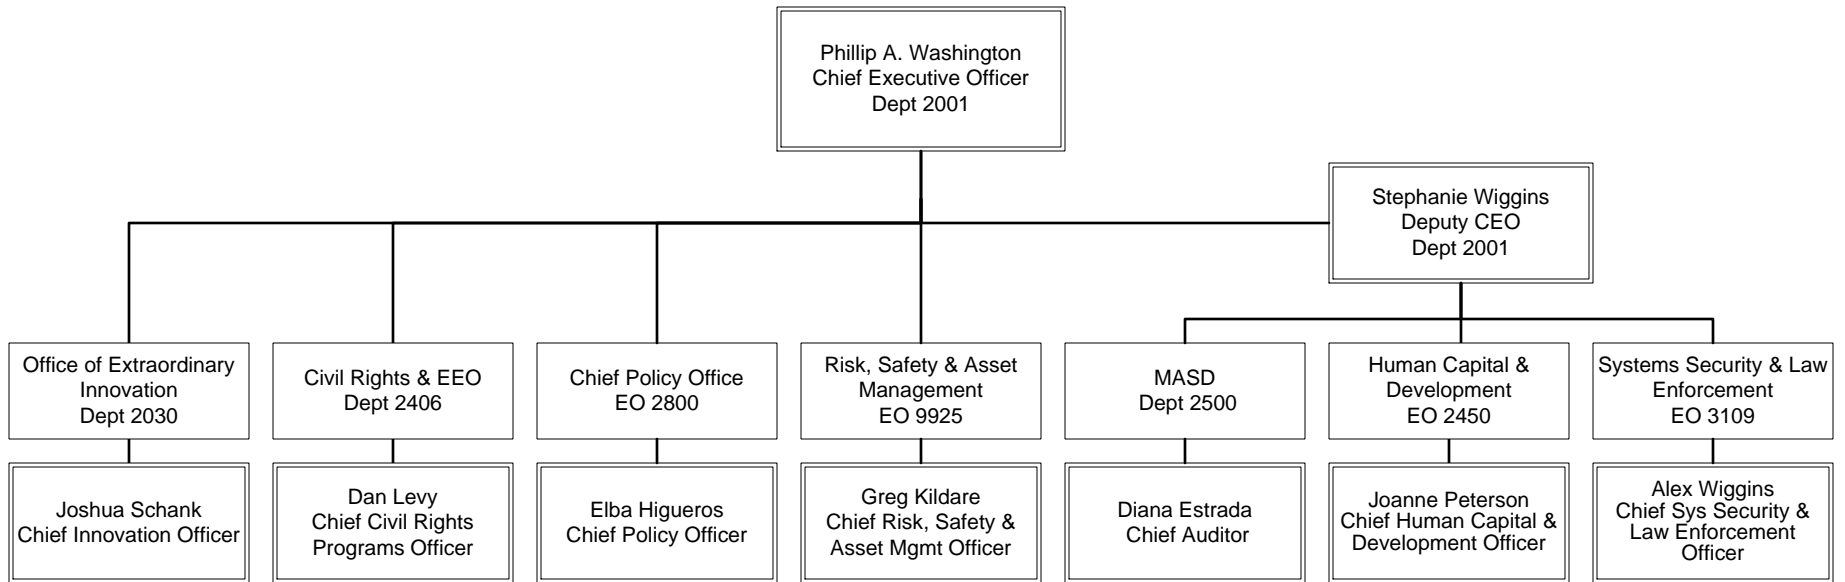 Phillip A. Washington
Chief Executive Officer
Dept 2001
Stephanie Wiggins
Deputy CEO
Dept 2001
Office of Extraordinary
Innovation
Dept 2030
Civil Rights & EEO
Dept 2406
Chief Policy Office
EO 2800
Risk, Safety & Asset
Management
EO 9925
MASD
Dept 2500
Human Capital &
Development
EO 2450
Systems Security & Law
Enforcement
EO 3109
Joshua Schank
Chief Innovation Officer
Dan Levy
Chief Civil Rights
Programs Officer
Elba Higueros
Chief Policy Officer
Greg Kildare
Chief Risk, Safety &
Asset Mgmt Officer
Diana Estrada
Chief Auditor
Joanne Peterson
Chief Human Capital &
Development Officer
Alex Wiggins
Chief Sys Security &
Law Enforcement
Officer